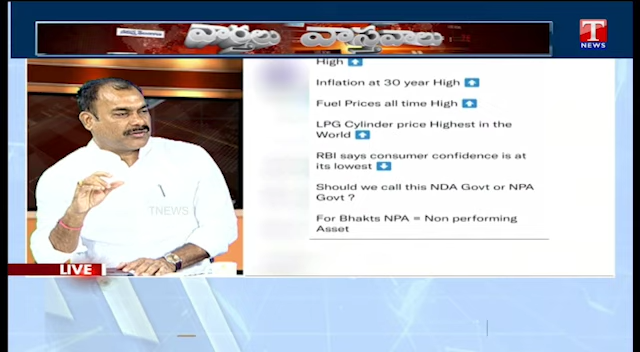 వార్తలు వాస్తవాలు
T
NEWS
High ⬆
Inflation at 30 year High ⬆
Fuel Prices all time High ⬆
LPG Cylinder price Highest in the
World ⬆
RBI says consumer confidence is at
its lowest ⬇
Should we call this NDA Govt or NPA
Govt ?
For Bhakts NPA = Non performing
Asset
TNEWS
LIVE